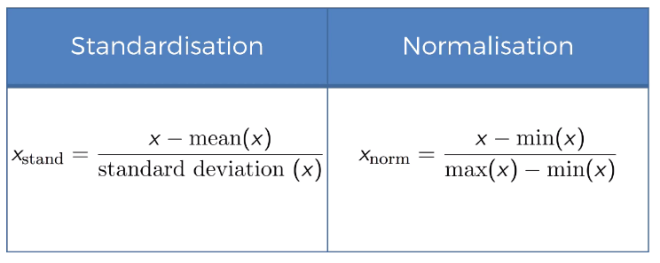 Standardisation
Normalisation
x_stand = (x − mean(x)) / (standard deviation (x))
x_norm = (x − min(x)) / (max(x) − min(x))